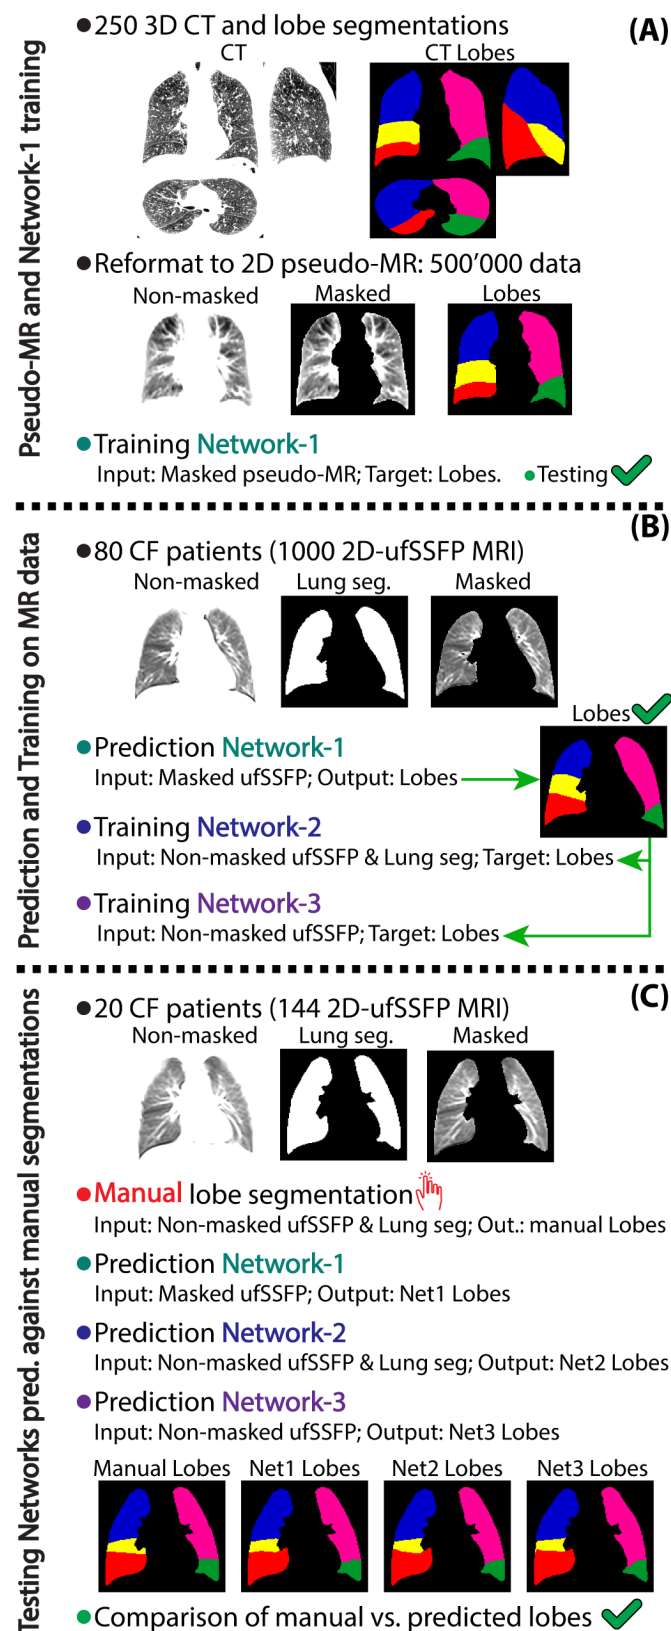 Pseudo-MR and Network-1 training
(A)
●250 3D CT and lobe segmentations
CT
CT Lobes
●Reformat to 2D pseudo-MR: 500'000 data
Non-masked
Masked
Lobes
●Training Network-1
Input: Masked pseudo-MR; Target: Lobes.
●Testing
Prediction and Training on MR data
(B)
●80 CF patients (1000 2D-ufSSFP MRI)
Non-masked
Lung seg.
Masked
Lobes
●Prediction Network-1
Input: Masked ufSSFP; Output: Lobes
●Training Network-2
Input: Non-masked ufSSFP & Lung seg; Target: Lobes
●Training Network-3
Input: Non-masked ufSSFP; Target: Lobes
Testing Networks pred. against manual segmentations
(C)
●20 CF patients (144 2D-ufSSFP MRI)
Non-masked
Lung seg.
Masked
●Manual lobe segmentation
Input: Non-masked ufSSFP & Lung seg; Out.: manual Lobes
●Prediction Network-1
Input: Masked ufSSFP; Output: Net1 Lobes
●Prediction Network-2
Input: Non-masked ufSSFP & Lung seg; Output: Net2 Lobes
●Prediction Network-3
Input: Non-masked ufSSFP; Output: Net3 Lobes
Manual Lobes
Net1 Lobes
Net2 Lobes
Net3 Lobes
●Comparison of manual vs. predicted lobes